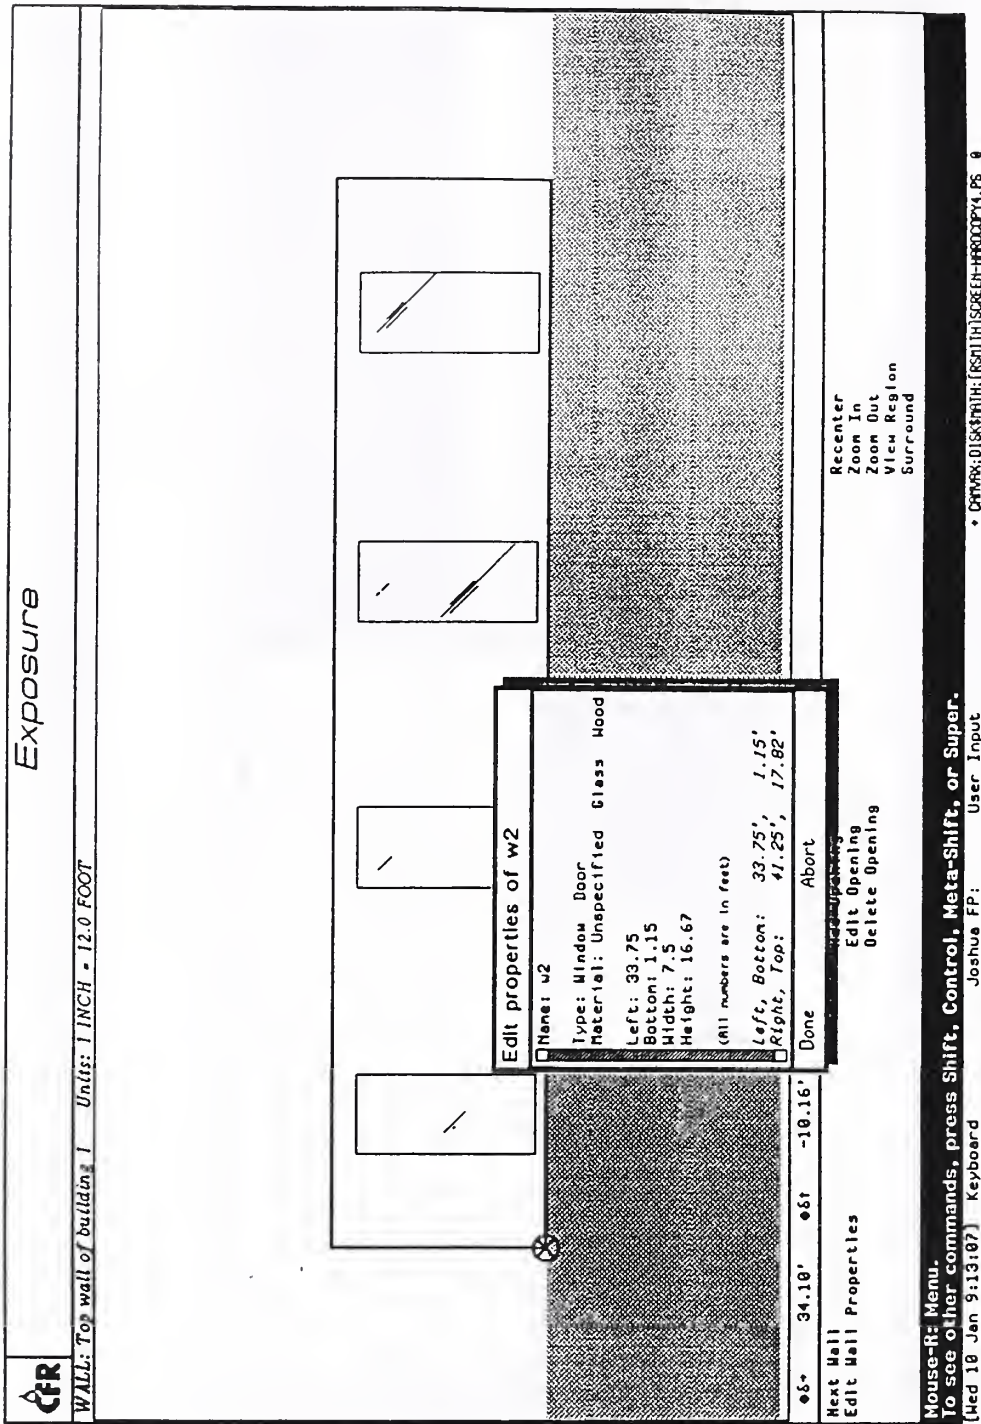 CFR
Exposure
WALL: Top wall of building 1 Units: 1 INCH = 12.0 FOOT
Edit properties of w2
Name: w2
Type: Window Door
Material: Unspecified Glass Wood
Left: 33.75
Bottom: 1.15
Width: 7.5
Height: 16.67
(All numbers are in feet)
Left, Bottom: 33.75', 1.15'
Right, Top: 41.25', 17.82'
Done Abort
34.10' -10.16'
Next Wall
Edit Wall Properties
Opening
Edit Opening
Delete Opening
Recenter
Zoom In
Zoom Out
View Region
Surround
Mouse-R: Menu.
To see other commands, press Shift, Control, Meta-Shift, or Super.
[Wed 10 Jan 9:13:07] Keyboard Joshua FP: User Input